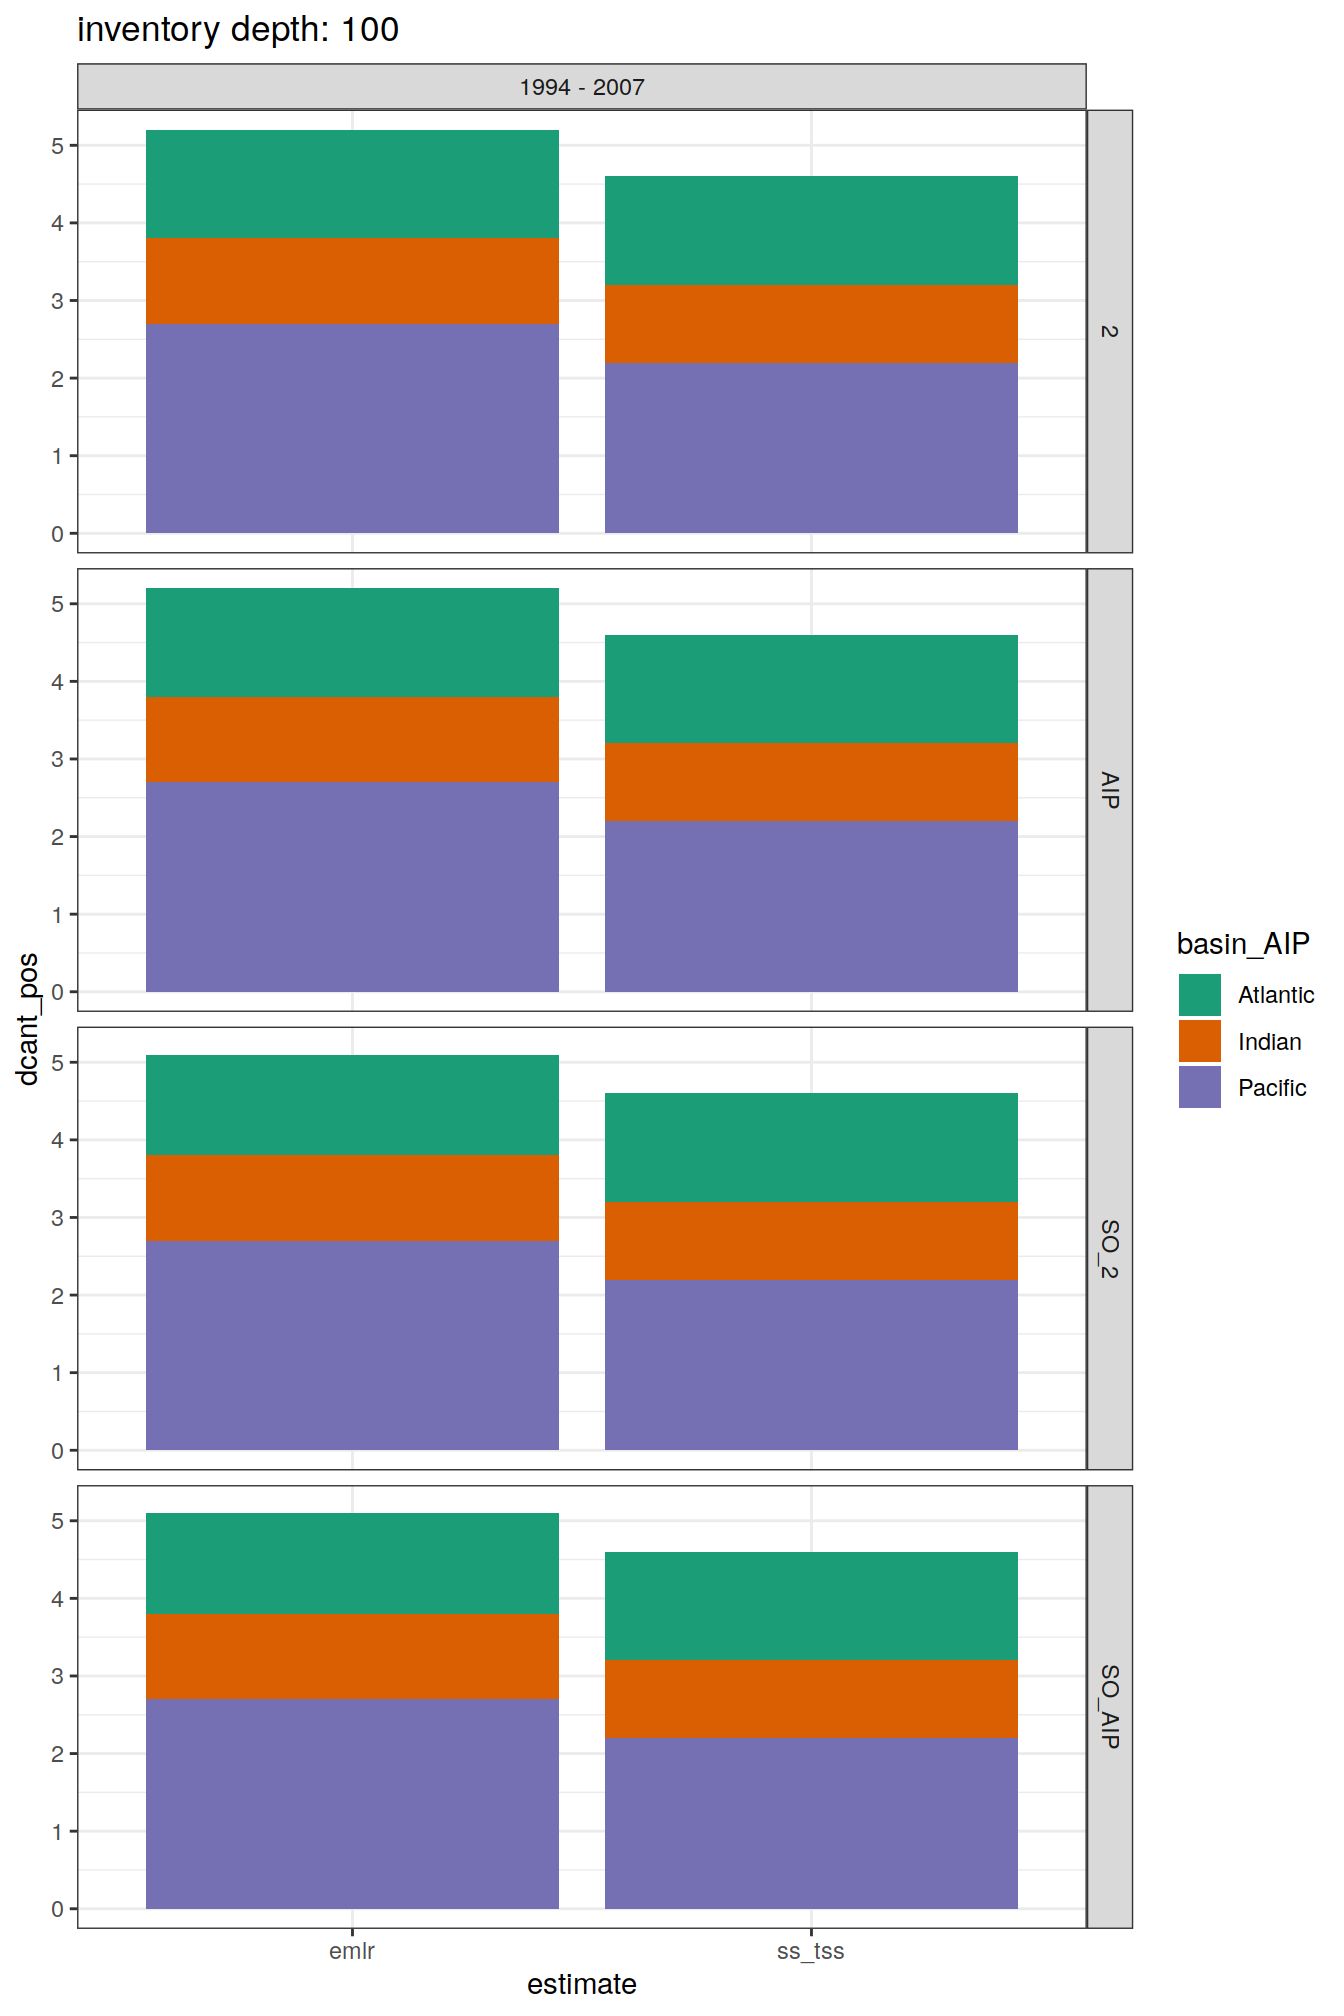 inventory depth: 100
1994 - 2007
5
4
3
2
1
0
2
5
4
3
2
1
0
AIP
5
4
3
2
1
0
SO_2
5
4
3
2
1
0
SO_AIP
dcant_pos
emlr
ss_tss
estimate
basin_AIP
Atlantic
Indian
Pacific